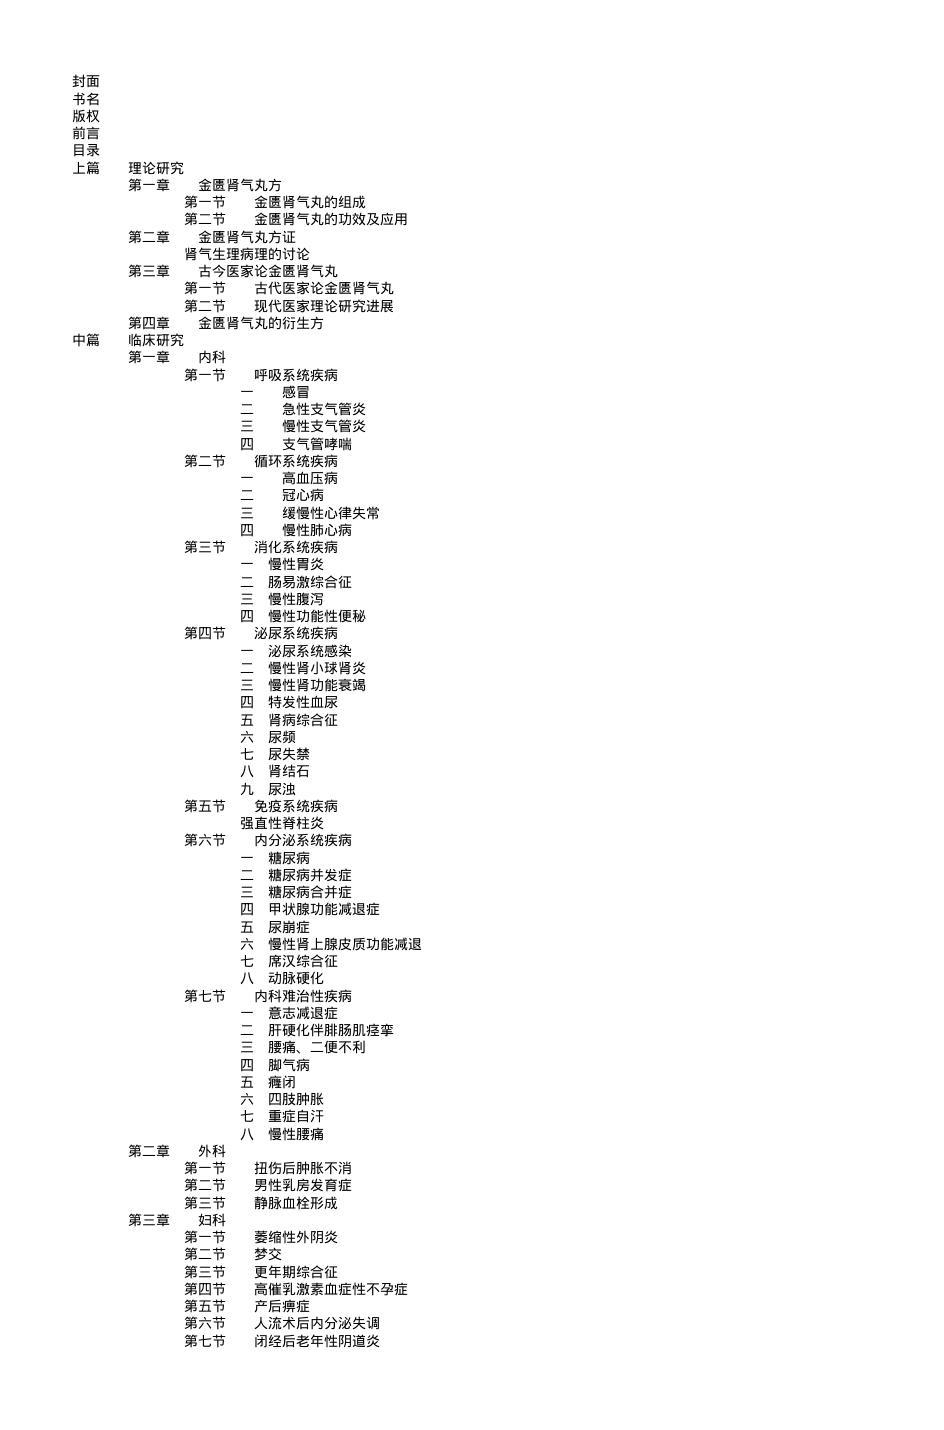 封面
书名
版权
前言
目录
上篇　　理论研究
第一章　　金匮肾气丸方
第一节　　金匮肾气丸的组成
第二节　　金匮肾气丸的功效及应用
第二章　　金匮肾气丸方证
肾气生理病理的讨论
第三章　　古今医家论金匮肾气丸
第一节　　古代医家论金匮肾气丸
第二节　　现代医家理论研究进展
第四章　　金匮肾气丸的衍生方
中篇　　临床研究
第一章　　内科
第一节　　呼吸系统疾病
一　　感冒
二　　急性支气管炎
三　　慢性支气管炎
四　　支气管哮喘
第二节　　循环系统疾病
一　　高血压病
二　　冠心病
三　　缓慢性心律失常
四　　慢性肺心病
第三节　　消化系统疾病
一　慢性胃炎
二　肠易激综合征
三　慢性腹泻
四　慢性功能性便秘
第四节　　泌尿系统疾病
一　泌尿系统感染
二　慢性肾小球肾炎
三　慢性肾功能衰竭
四　特发性血尿
五　肾病综合征
六　尿频
七　尿失禁
八　肾结石
九　尿浊
第五节　　免疫系统疾病
强直性脊柱炎
第六节　　内分泌系统疾病
一　糖尿病
二　糖尿病并发症
三　糖尿病合并症
四　甲状腺功能减退症
五　尿崩症
六　慢性肾上腺皮质功能减退
七　席汉综合征
八　动脉硬化
第七节　　内科难治性疾病
一　意志减退症
二　肝硬化伴腓肠肌痉挛
三　腰痛、二便不利
四　脚气病
五　癃闭
六　四肢肿胀
七　重症自汗
八　慢性腰痛
第二章　　外科
第一节　　扭伤后肿胀不消
第二节　　男性乳房发育症
第三节　　静脉血栓形成
第三章　　妇科
第一节　　萎缩性外阴炎
第二节　　梦交
第三节　　更年期综合征
第四节　　高催乳激素血症性不孕症
第五节　　产后痹症
第六节　　人流术后内分泌失调
第七节　　闭经后老年性阴道炎